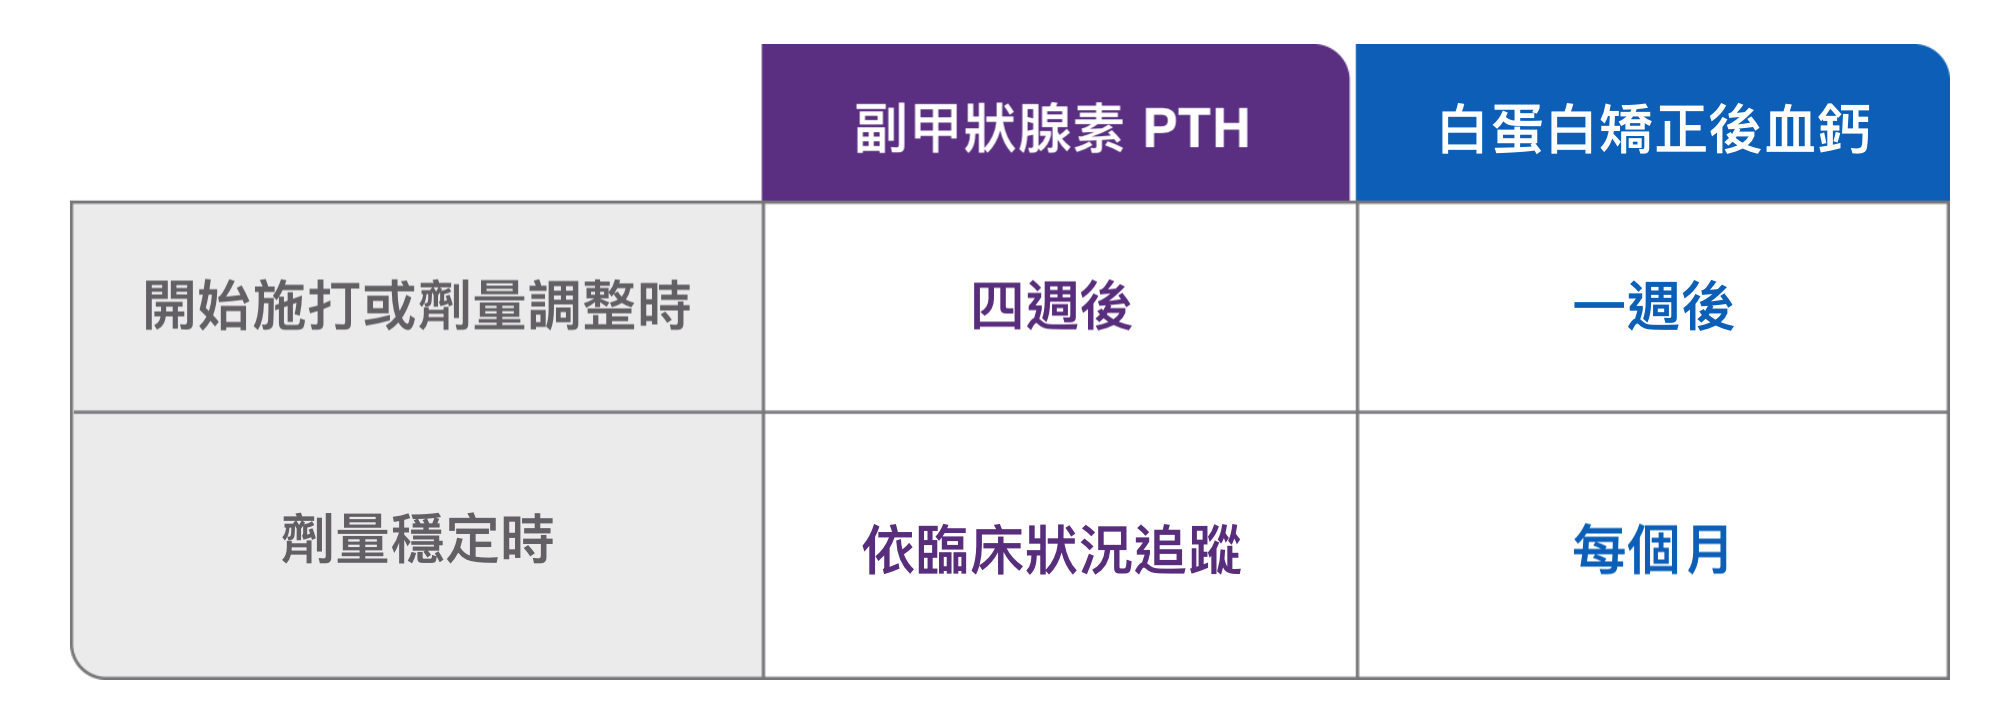 副甲狀腺素 PTH
白蛋白矯正後血鈣
開始施打或劑量調整時
四週後
一週後
劑量穩定時
依臨床狀況追蹤
每個月